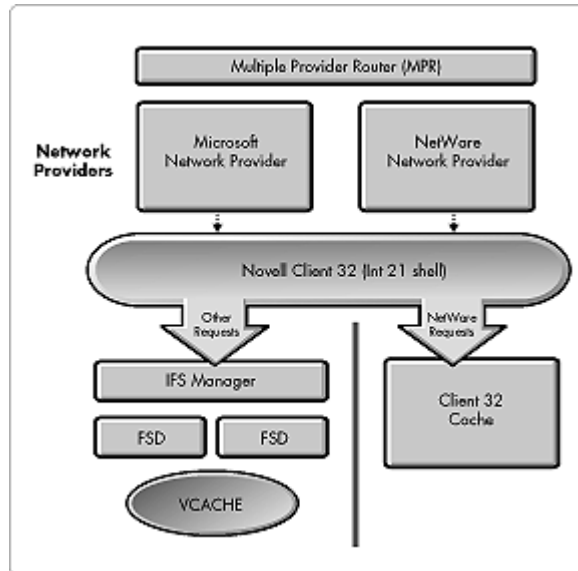 Multiple Provider Router (MPR)
Network
Providers
Microsoft
Network Provider
NetWare
Network Provider
Novell Client 32 (Int 21 shell)
Other
Requests
NetWare
Requests
IFS Manager
FSD
FSD
VCACHE
Client 32
Cache